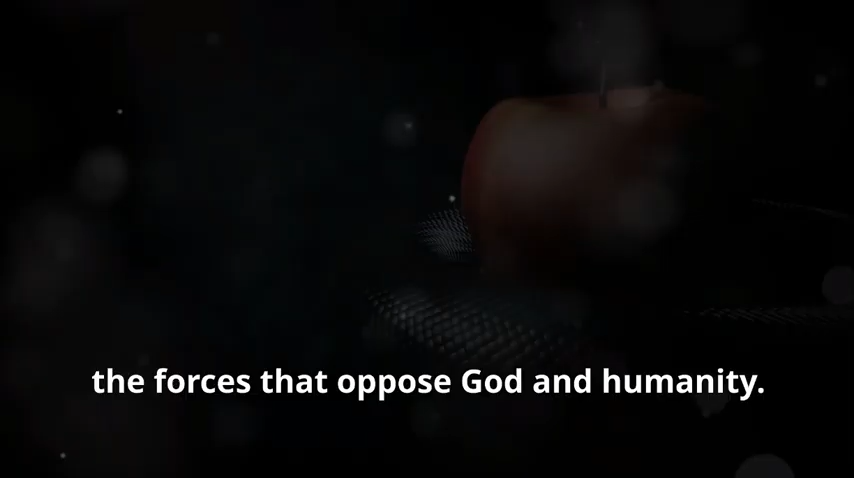 the forces that oppose God and humanity.